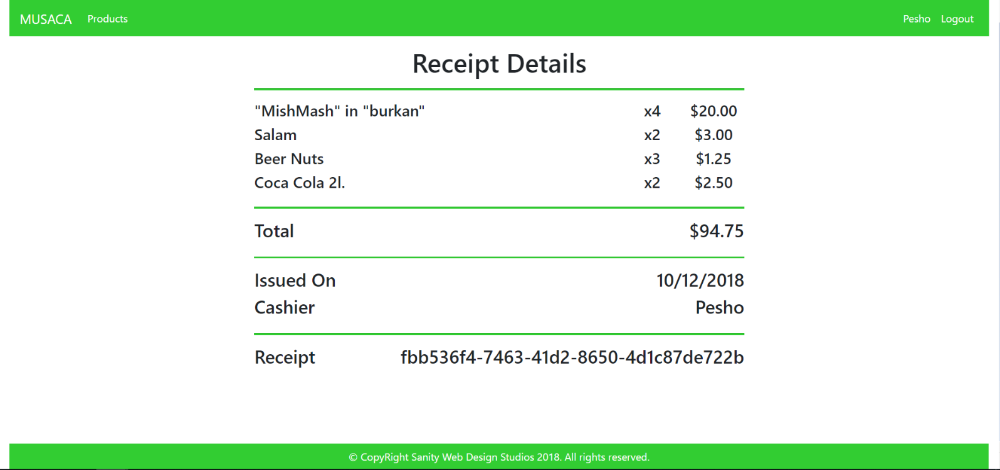 MUSACA Products Pesho Logout
Receipt Details
"MishMash" in "burkan" x4 $20.00
Salam x2 $3.00
Beer Nuts x3 $1.25
Coca Cola 2l. x2 $2.50
Total $94.75
Issued On 10/12/2018
Cashier Pesho
Receipt fbb536f4-7463-41d2-8650-4d1c87de722b
© CopyRight Sanity Web Design Studios 2018. All rights reserved.